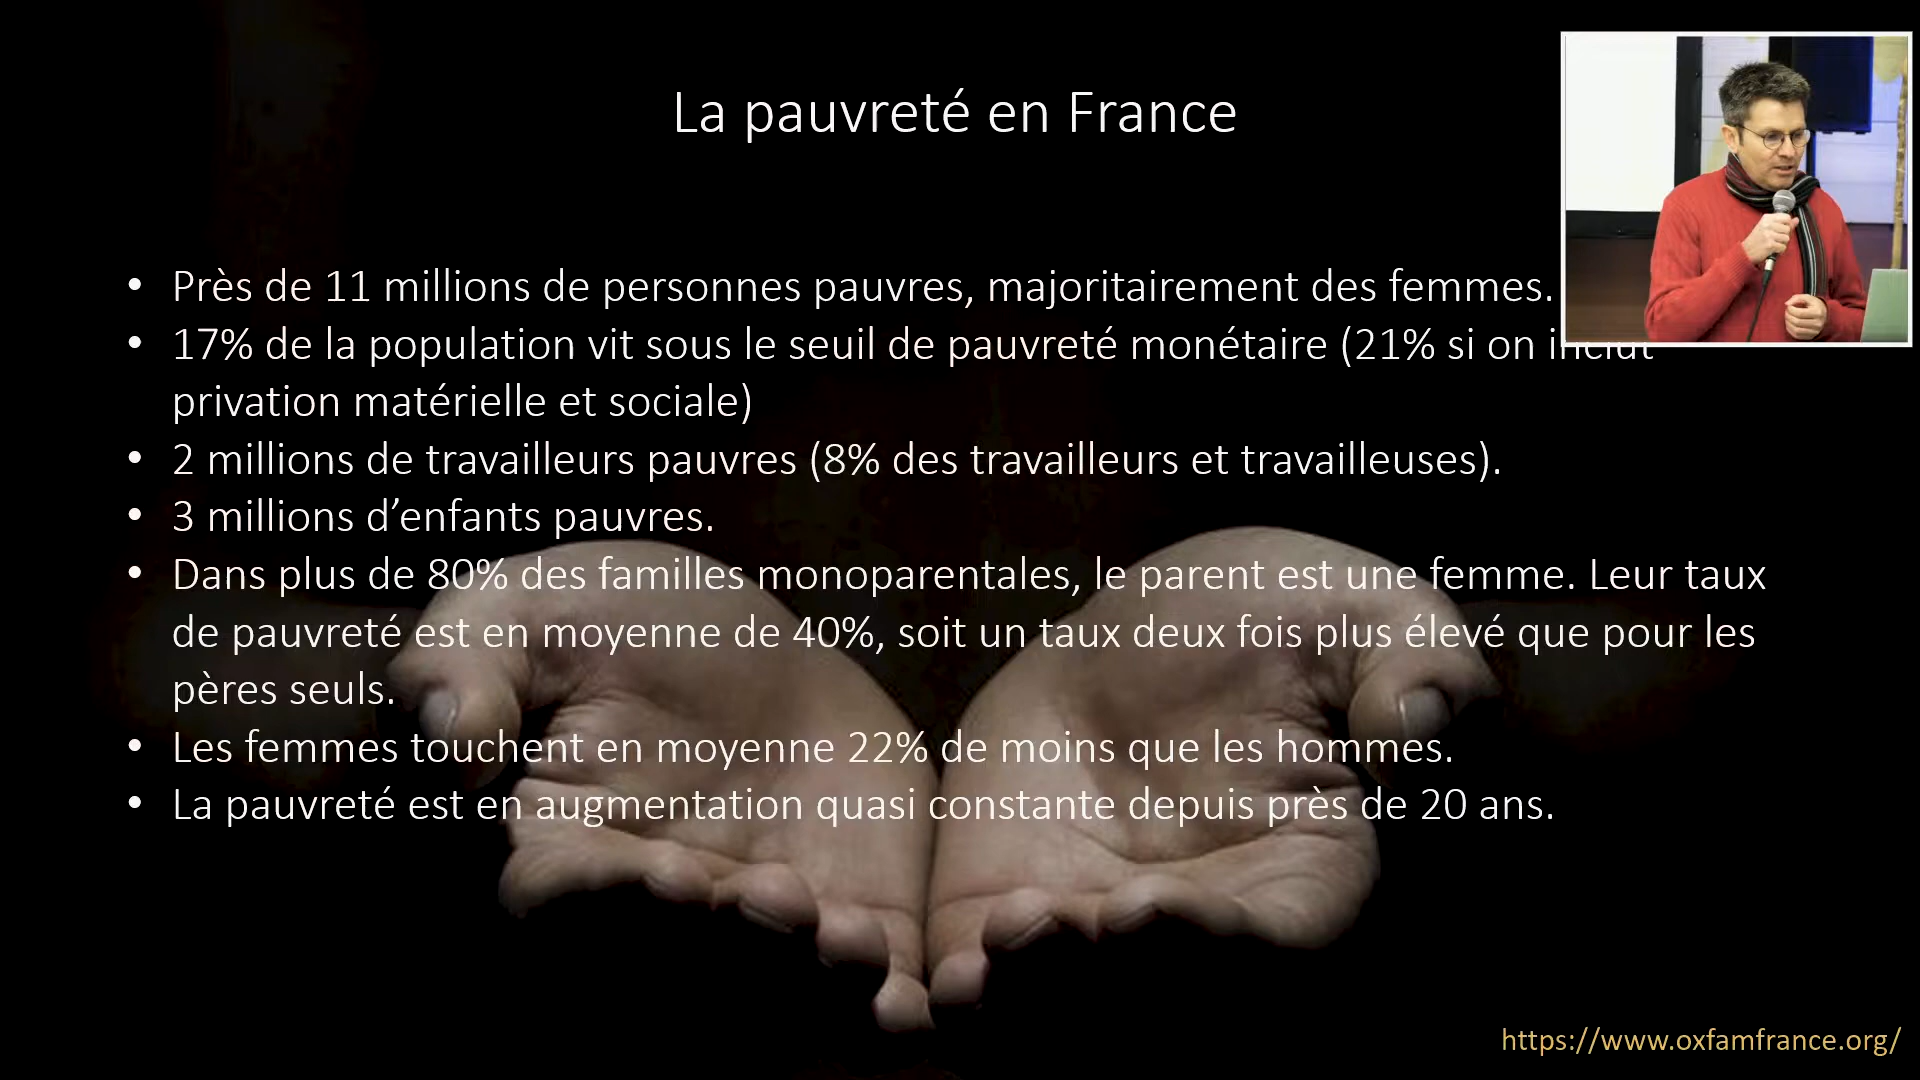 La pauvreté en France
• Près de 11 millions de personnes pauvres, majoritairement des femmes.
• 17% de la population vit sous le seuil de pauvreté monétaire (21% si on inclut
privation matérielle et sociale)
• 2 millions de travailleurs pauvres (8% des travailleurs et travailleuses).
• 3 millions d’enfants pauvres.
• Dans plus de 80% des familles monoparentales, le parent est une femme. Leur taux
de pauvreté est en moyenne de 40%, soit un taux deux fois plus élevé que pour les
pères seuls.
• Les femmes touchent en moyenne 22% de moins que les hommes.
• La pauvreté est en augmentation quasi constante depuis près de 20 ans.
https://www.oxfamfrance.org/